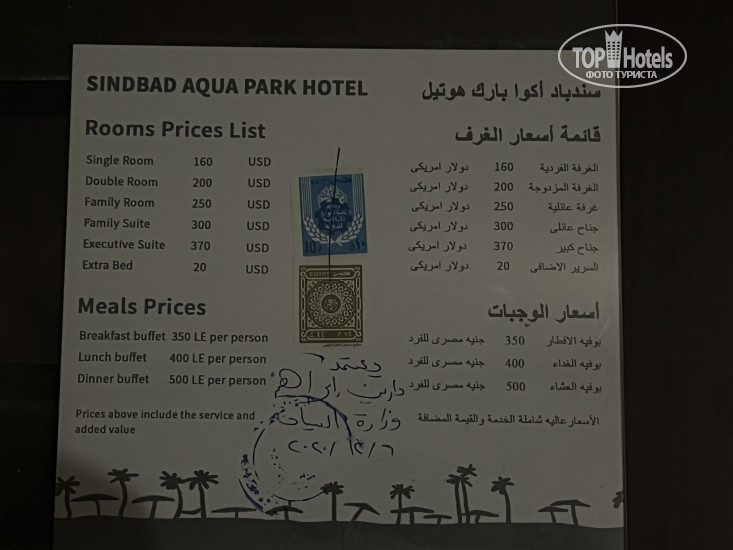 TOP Hotels
ФОТО ТУРИСТА
SINDBAD AQUA PARK HOTEL
سندباد أكوا بارك هوتيل
Rooms Prices List
قائمة أسعار الغرف
Single Room 160 USD
الغرفة الفردية 160 دولار امريكى
Double Room 200 USD
الغرفة المزدوجة 200 دولار امريكى
Family Room 250 USD
غرفة عائلية 250 دولار امريكى
Family Suite 300 USD
جناح عائلى 300 دولار امريكى
Executive Suite 370 USD
جناح كبير 370 دولار امريكى
Extra Bed 20 USD
السرير الاضافى 20 دولار امريكى
EGYPT
Meals Prices
أسعار الوجبات
Breakfast buffet 350 LE per person
بوفيه الافطار 350 جنيه مصرى للفرد
Lunch buffet 400 LE per person
بوفيه الغداء 400 جنيه مصرى للفرد
Dinner buffet 500 LE per person
بوفيه العشاء 500 جنيه مصرى للفرد
Prices above include the service and
added value
الأسعار عاليه شاملة الخدمة والقيمة المضافة
يعتمد
وزارة السياحة